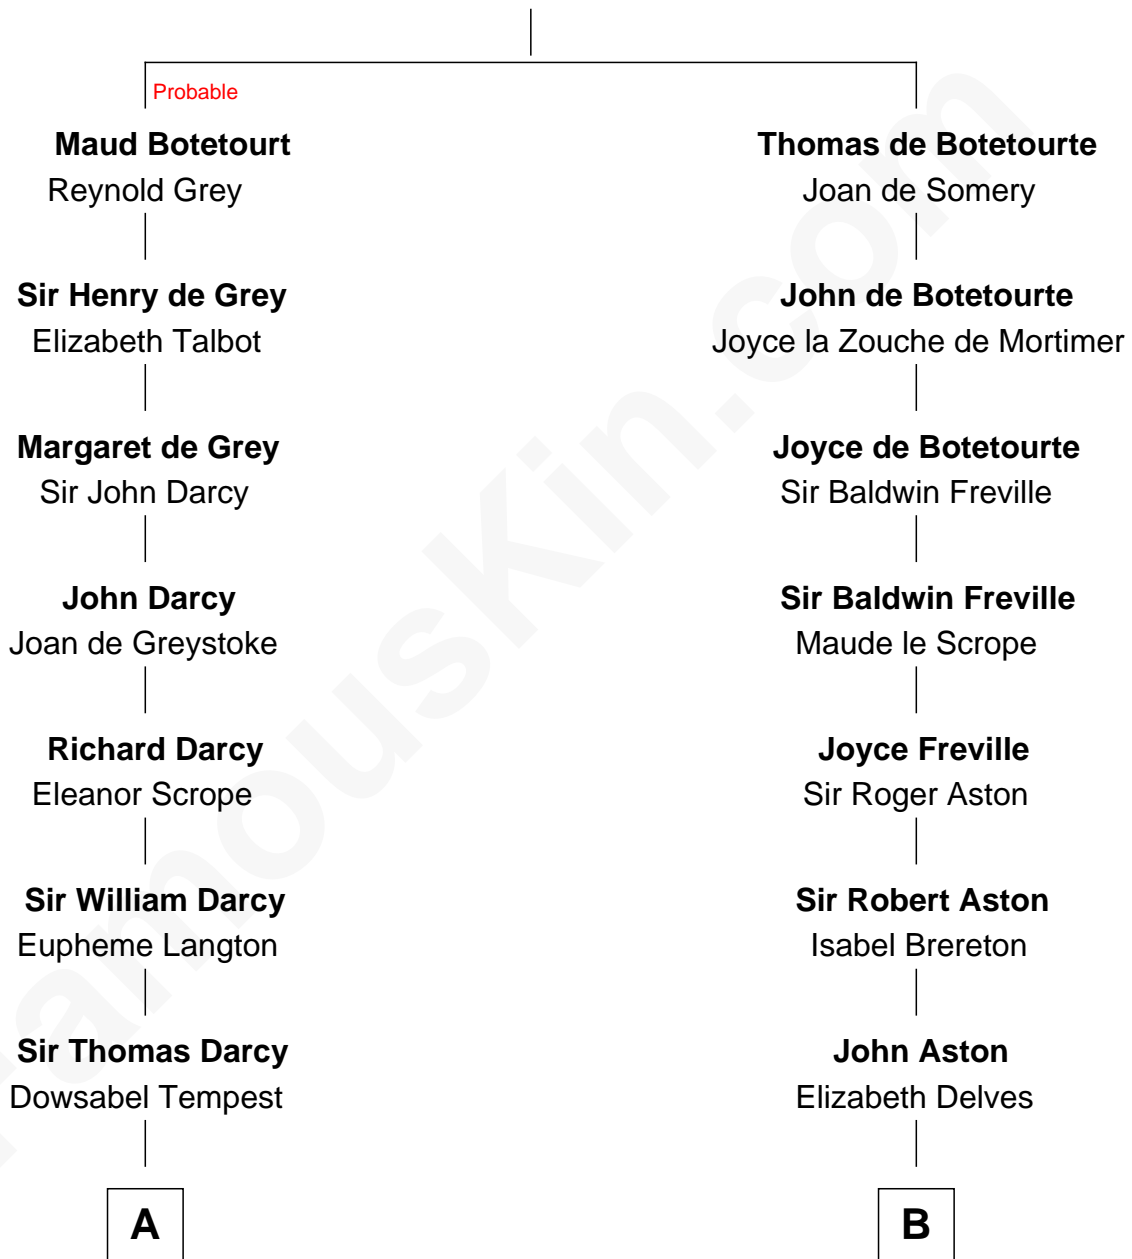 Probable
Maud Botetourt
Reynold Grey
Sir Henry de Grey
Elizabeth Talbot
Margaret de Grey
Sir John Darcy
John Darcy
Joan de Greystoke
Richard Darcy
Eleanor Scrope
Sir William Darcy
Eupheme Langton
Sir Thomas Darcy
Dowsabel Tempest
A
Thomas de Botetourte
Joan de Somery
John de Botetourte
Joyce la Zouche de Mortimer
Joyce de Botetourte
Sir Baldwin Freville
Sir Baldwin Freville
Maude le Scrope
Joyce Freville
Sir Roger Aston
Sir Robert Aston
Isabel Brereton
John Aston
Elizabeth Delves
B
FamousKin.com